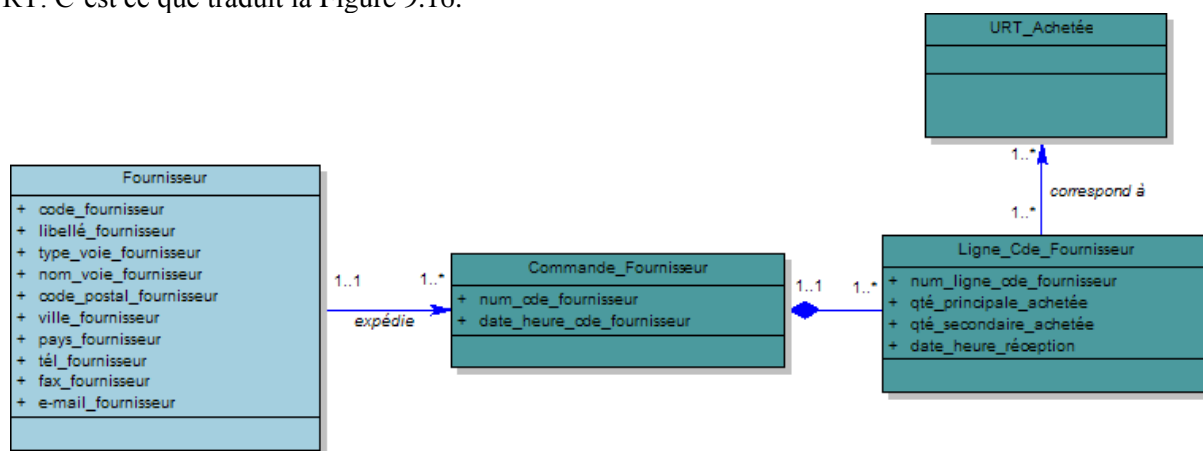 RT. C'est ce que traduit la Figure 9.16.
URT_Achetée
1..*
correspond à
1..*
Fournisseur
+ code_fournisseur
+ libellé_fournisseur
+ type_voie_fournisseur
+ nom_voie_fournisseur
+ code_postal_fournisseur
+ ville_fournisseur
+ pays_fournisseur
+ tél_fournisseur
+ fax_fournisseur
+ e-mail_fournisseur
1..1
1..*
expédie
Commande_Fournisseur
+ num_cde_fournisseur
+ date_heure_cde_fournisseur
1..1
1..*
Ligne_Cde_Fournisseur
+ num_ligne_cde_fournisseur
+ qté_principale_achetée
+ qté_secondaire_achetée
+ date_heure_réception